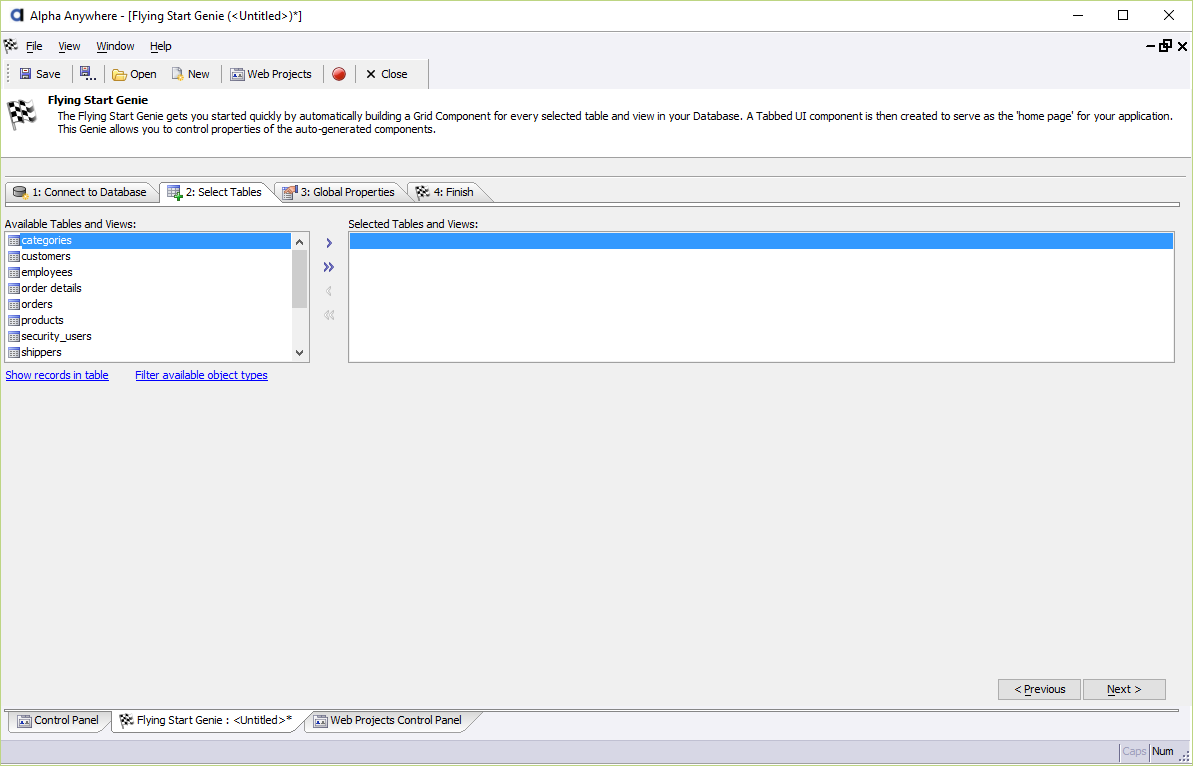 Alpha Anywhere - [Flying Start Genie (<Untitled>)*]
File View Window Help
Save Open New Web Projects Close
Flying Start Genie
The Flying Start Genie gets you started quickly by automatically building a Grid Component for every selected table and view in your Database. A Tabbed UI component is then created to serve as the 'home page' for your application.
This Genie allows you to control properties of the auto-generated components.
1: Connect to Database 2: Select Tables 3: Global Properties 4: Finish
Available Tables and Views: Selected Tables and Views:
categories
customers
employees
order details
orders
products
security_users
shippers
Show records in table Filter available object types
< Previous Next >
Control Panel Flying Start Genie : <Untitled>* Web Projects Control Panel
Caps Num